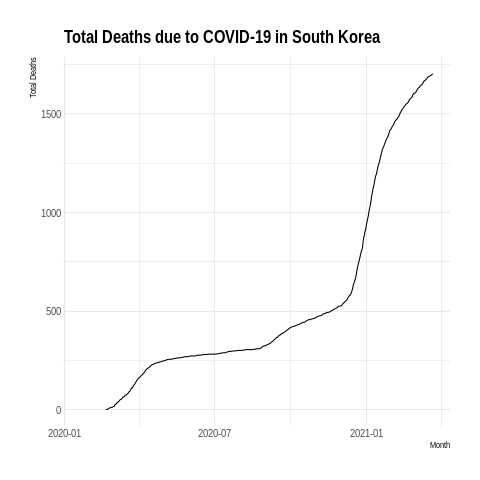 Total Deaths due to COVID-19 in South Korea
Total Deaths
1500
1000
500
0
2020-01
2020-07
2021-01
Month